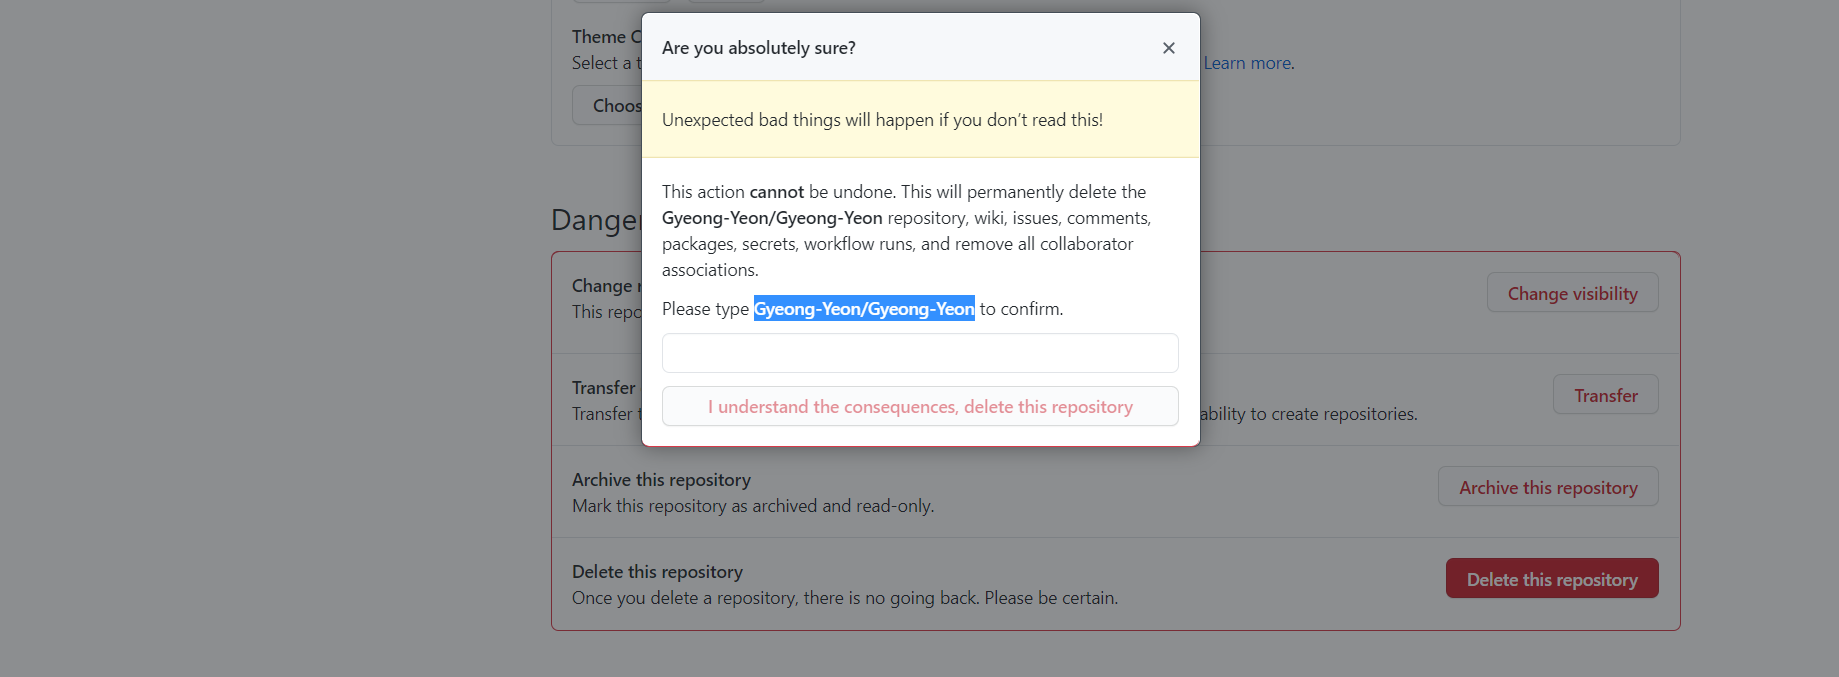 Are you absolutely sure?
Unexpected bad things will happen if you don’t read this!
This action cannot be undone. This will permanently delete the
Gyeong-Yeon/Gyeong-Yeon repository, wiki, issues, comments,
packages, secrets, workflow runs, and remove all collaborator
associations.
Please type Gyeong-Yeon/Gyeong-Yeon to confirm.
I understand the consequences, delete this repository
Theme
Select a
Learn more.
Danger
Change
This
Change visibility
Transfer
Transfer
ability to create repositories.
Transfer
Archive this repository
Mark this repository as archived and read-only.
Archive this repository
Delete this repository
Once you delete a repository, there is no going back. Please be certain.
Delete this repository